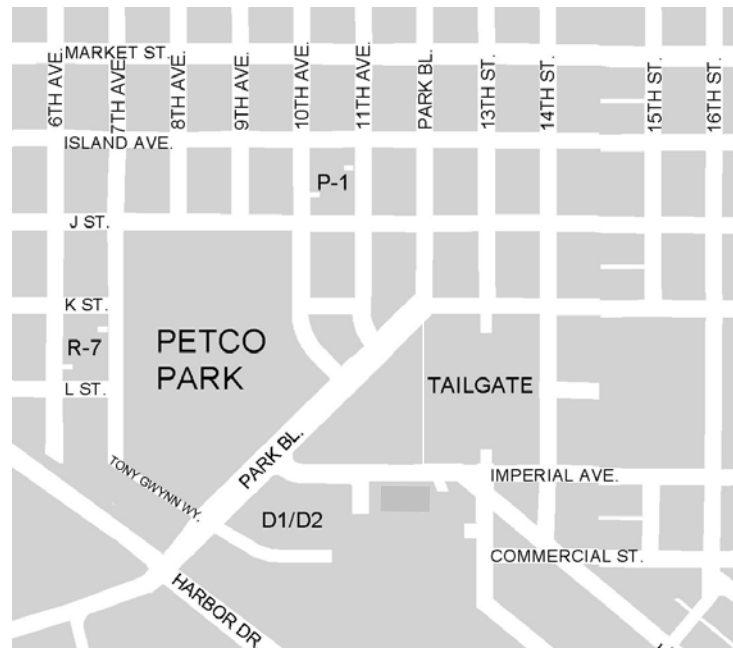 MARKET ST.
6TH AVE.
7TH AVE.
8TH AVE.
9TH AVE.
10TH AVE.
11TH AVE.
PARK BL.
13TH ST.
14TH ST.
15TH ST.
16TH ST.
ISLAND AVE.
P-1
J ST.
K ST.
R-7
PETCO
PARK
L ST.
TAILGATE
PARK BL.
TONY GWYNN WY.
IMPERIAL AVE.
D1/D2
COMMERCIAL ST.
HARBOR DR.